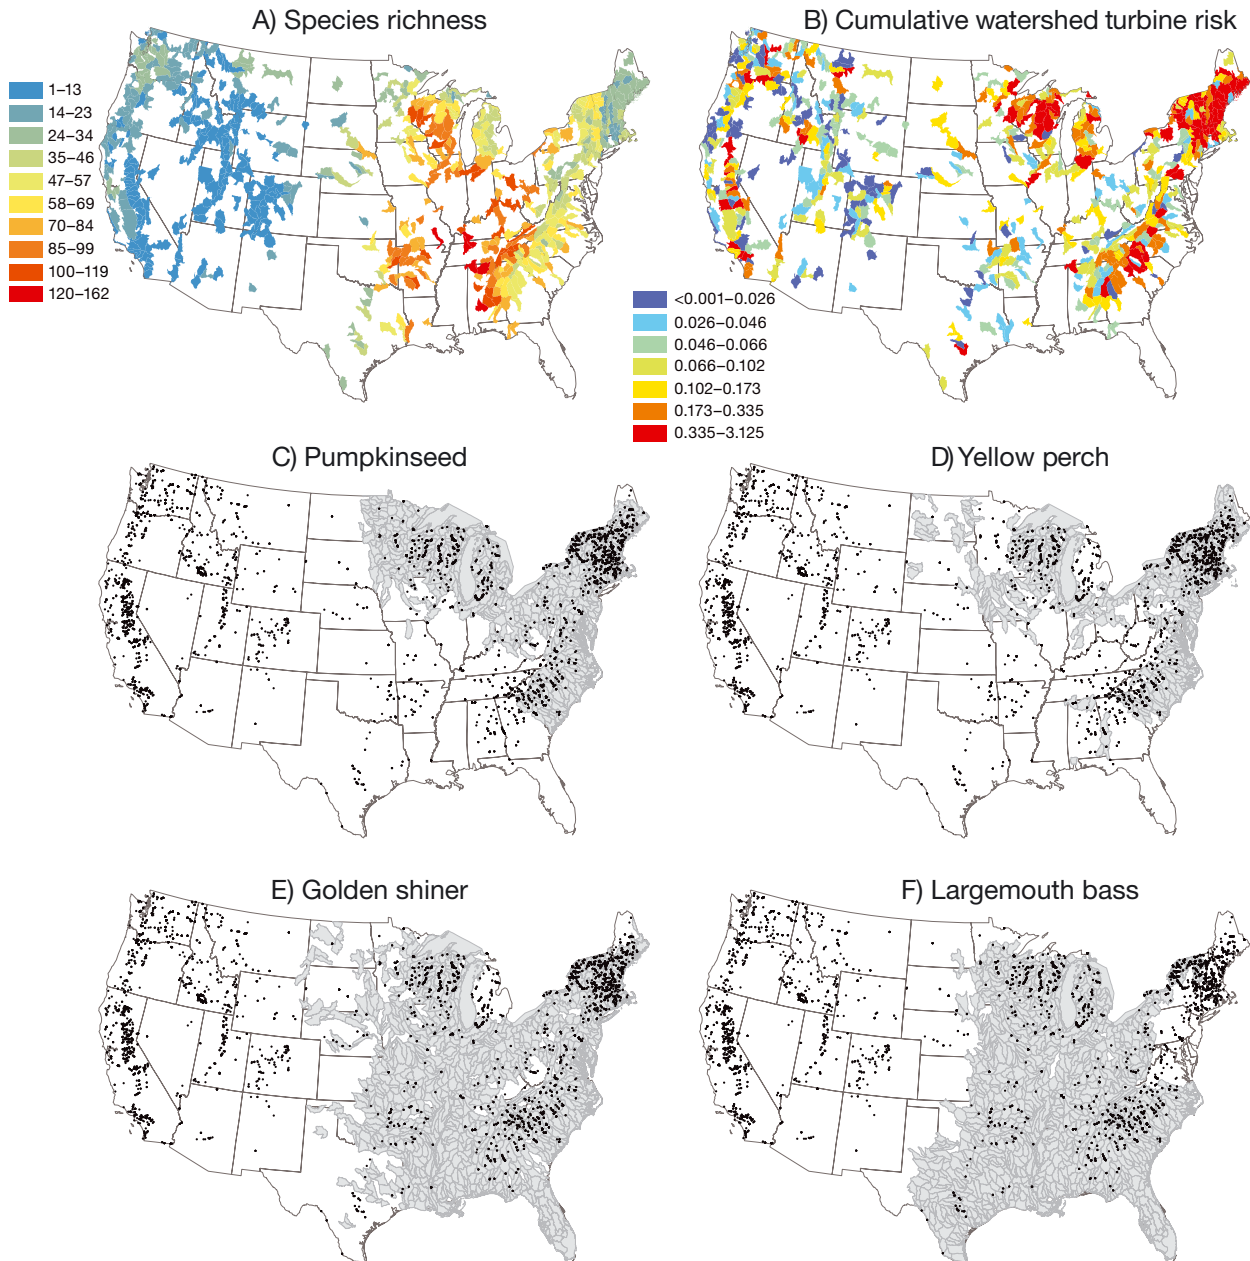 A) Species richness
B) Cumulative watershed turbine risk
1–13
14–23
24–34
35–46
47–57
58–69
70–84
85–99
100–119
120–162
<0.001–0.026
0.026–0.046
0.046–0.066
0.066–0.102
0.102–0.173
0.173–0.335
0.335–3.125
C) Pumpkinseed
D) Yellow perch
E) Golden shiner
F) Largemouth bass